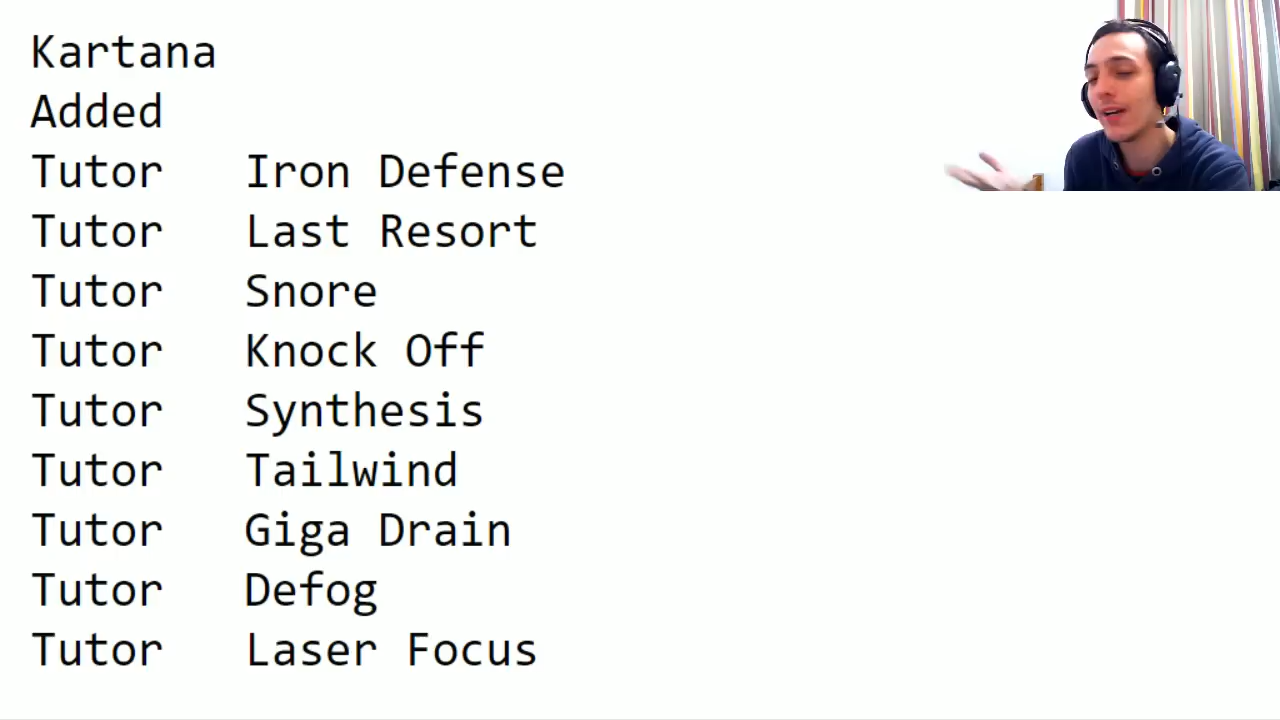 Kartana
Added
Tutor Iron Defense
Tutor Last Resort
Tutor Snore
Tutor Knock Off
Tutor Synthesis
Tutor Tailwind
Tutor Giga Drain
Tutor Defog
Tutor Laser Focus